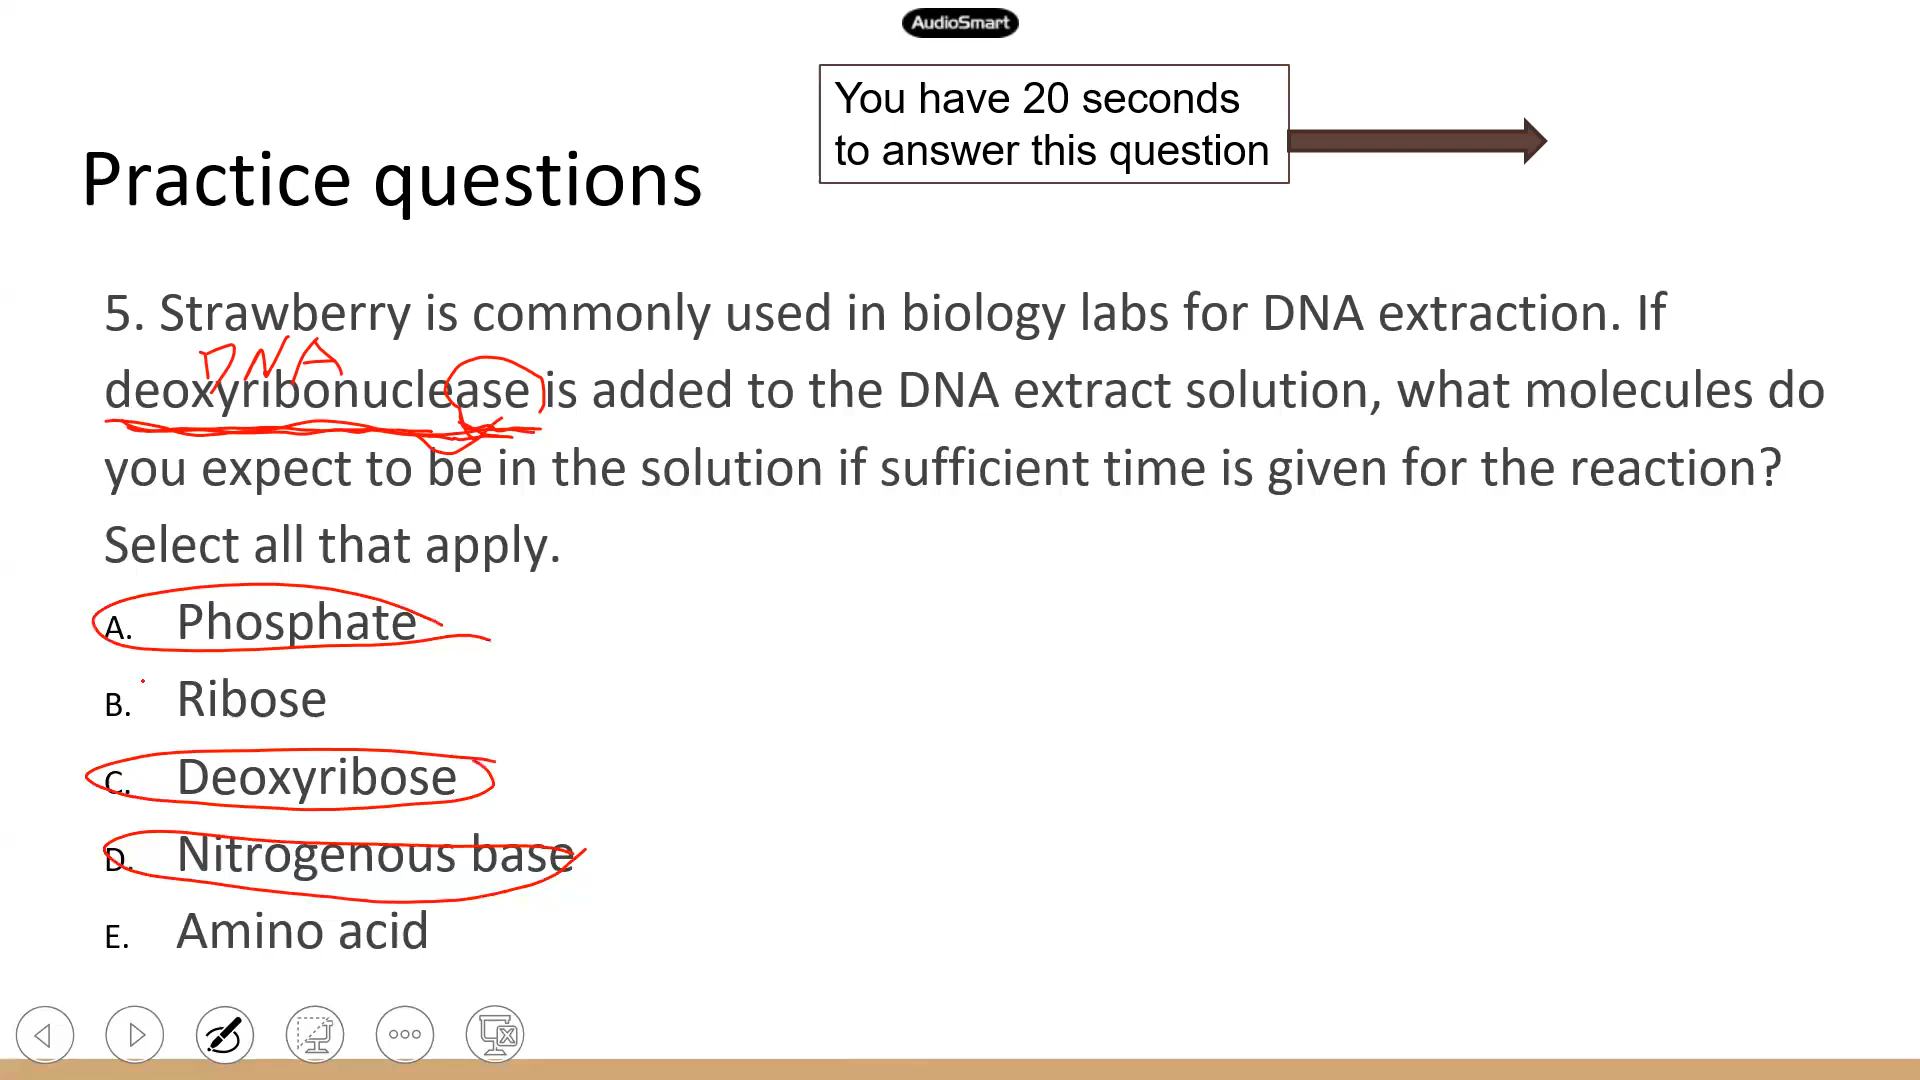 AudioSmart
You have 20 seconds
to answer this question
Practice questions
5. Strawberry is commonly used in biology labs for DNA extraction. If
DNA
deoxyribonuclease is added to the DNA extract solution, what molecules do
you expect to be in the solution if sufficient time is given for the reaction?
Select all that apply.
A. Phosphate
B. Ribose
C. Deoxyribose
D. Nitrogenous base
E. Amino acid